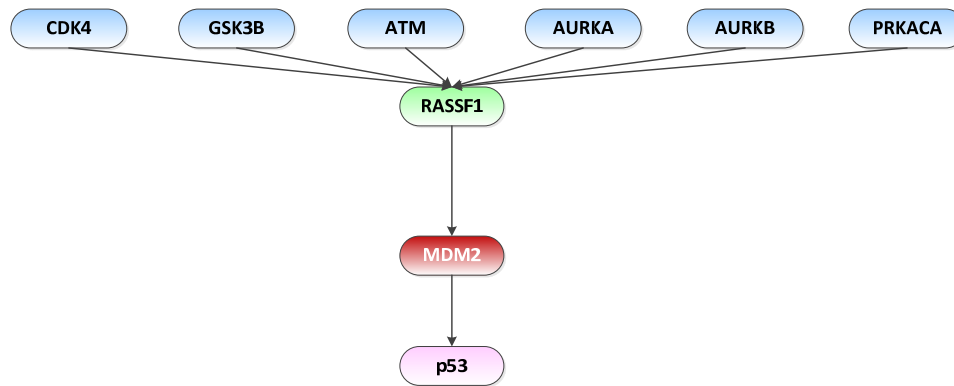 CDK4 GSK3B ATM AURKA AURKB PRKACA
RASSF1
MDM2
p53